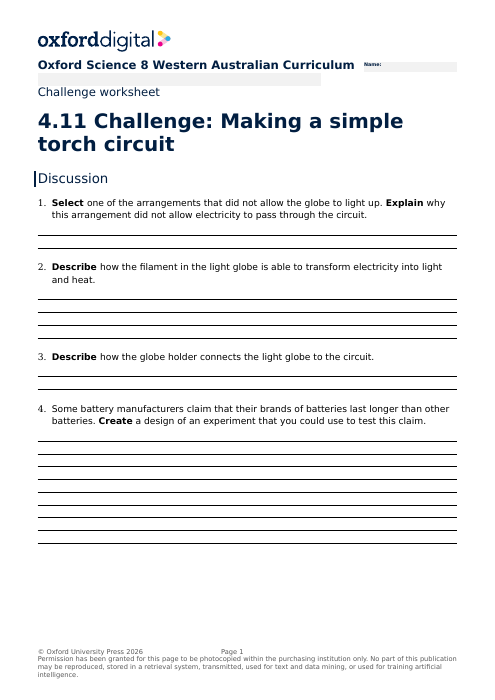 oxforddigital
Oxford Science 8 Western Australian Curriculum Name:
Challenge worksheet
4.11 Challenge: Making a simple
torch circuit
Discussion
1. Select one of the arrangements that did not allow the globe to light up. Explain why
this arrangement did not allow electricity to pass through the circuit.
2. Describe how the filament in the light globe is able to transform electricity into light
and heat.
3. Describe how the globe holder connects the light globe to the circuit.
4. Some battery manufacturers claim that their brands of batteries last longer than other
batteries. Create a design of an experiment that you could use to test this claim.
© Oxford University Press 2026 Page 1
Permission has been granted for this page to be photocopied within the purchasing institution only. No part of this publication
may be reproduced, stored in a retrieval system, transmitted, used for text and data mining, or used for training artificial
intelligence.